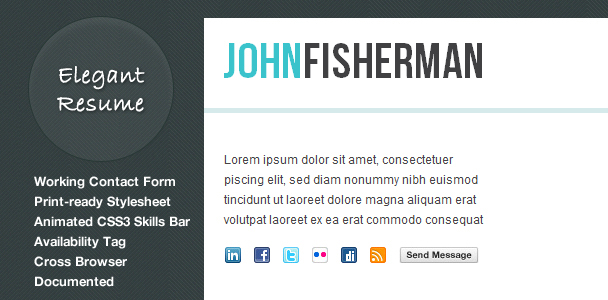 Elegant
Resume
Working Contact Form
Print-ready Stylesheet
Animated CSS3 Skills Bar
Availability Tag
Cross Browser
Documented
JOHNFISHERMAN
Lorem ipsum dolor sit amet, consectetuer
piscing elit, sed diam nonummy nibh euismod
tincidunt ut laoreet dolore magna aliquam erat
volutpat laoreet ex ea erat commodo consequat
in f t di Send Message